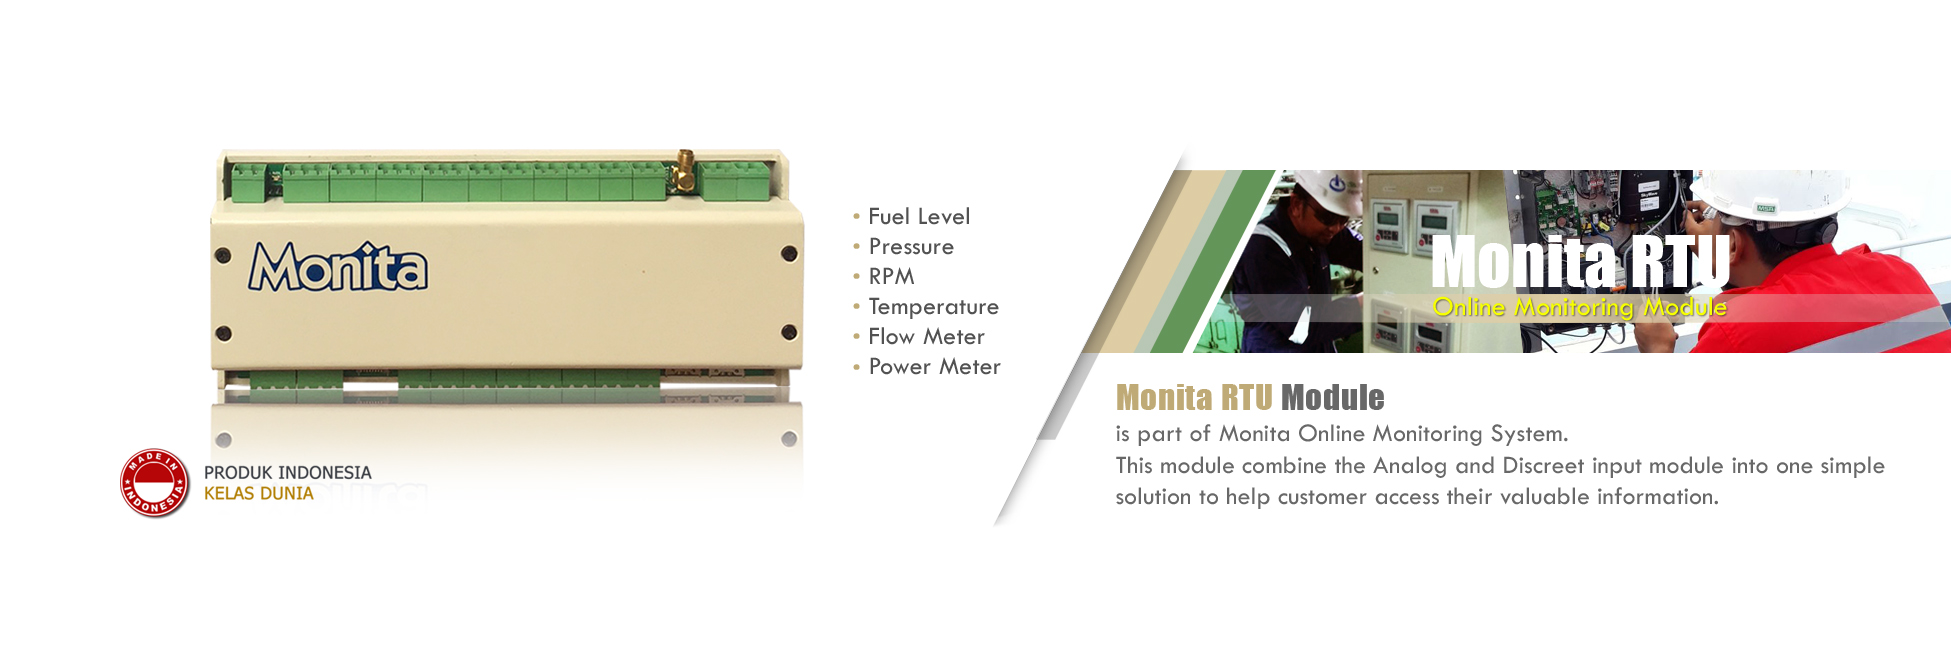 Monita
• Fuel Level
• Pressure
• RPM
• Temperature
• Flow Meter
• Power Meter
MADE IN
INDONESIA
PRODUK INDONESIA
KELAS DUNIA
MSA
Monita RTU
Online Monitoring Module
Monita RTU Module
is part of Monita Online Monitoring System.
This module combine the Analog and Discreet input module into one simple
solution to help customer access their valuable information.